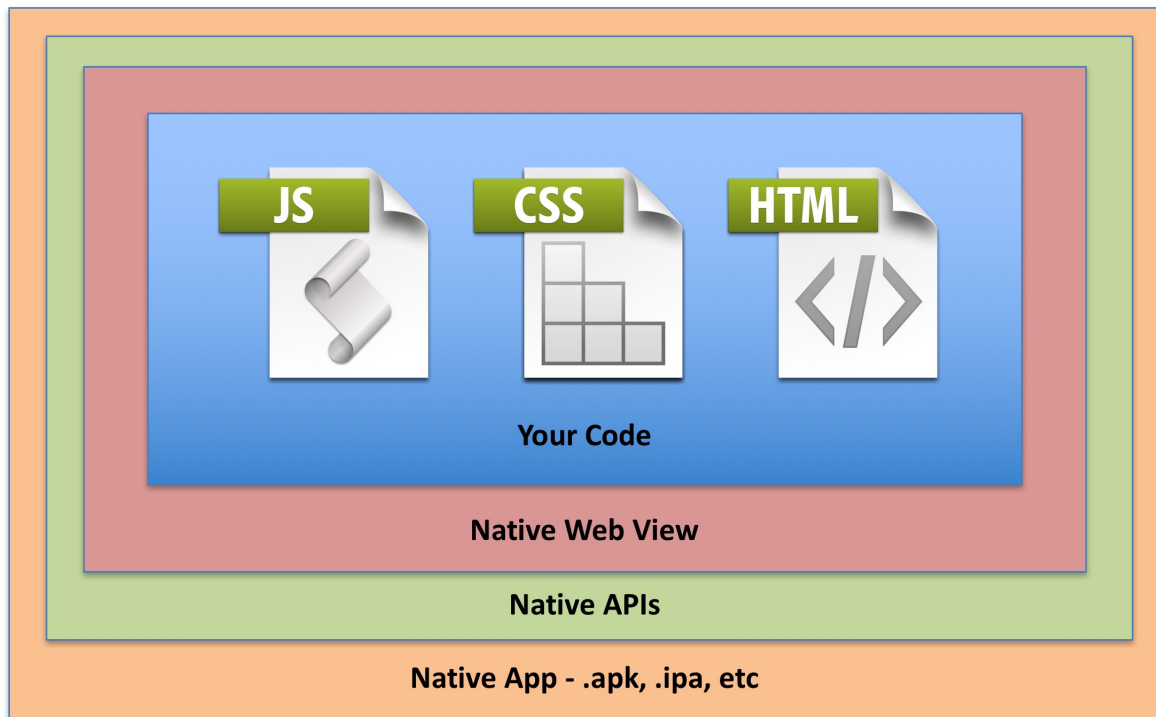 JS
CSS
HTML
Your Code
Native Web View
Native APIs
Native App - .apk, .ipa, etc